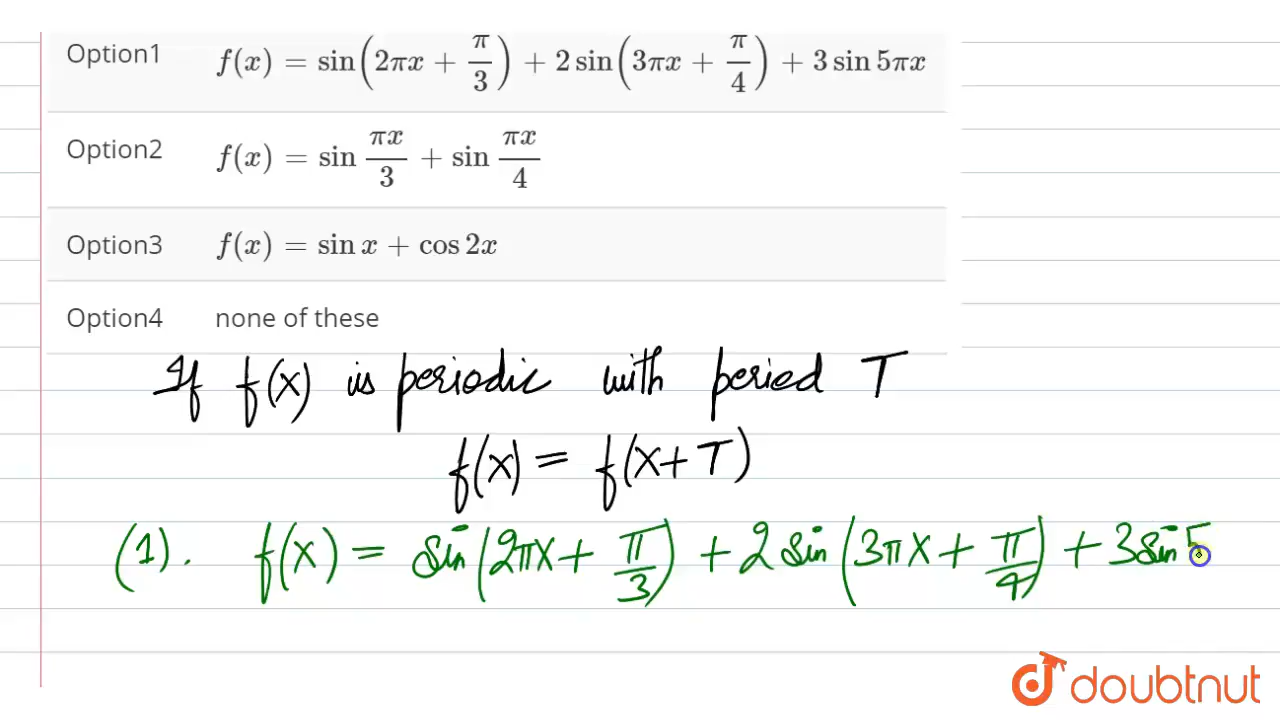 Option1 f(x) = sin(2πx + π/3) + 2 sin(3πx + π/4) + 3 sin 5πx
Option2 f(x) = sin πx/3 + sin πx/4
Option3 f(x) = sin x + cos 2x
Option4 none of these
If f(x) is periodic with period T
f(x) = f(x+T)
(1). f(x) = sin(2πx + π/3) + 2 sin(3πx + π/4) + 3 sin 5
doubtnut